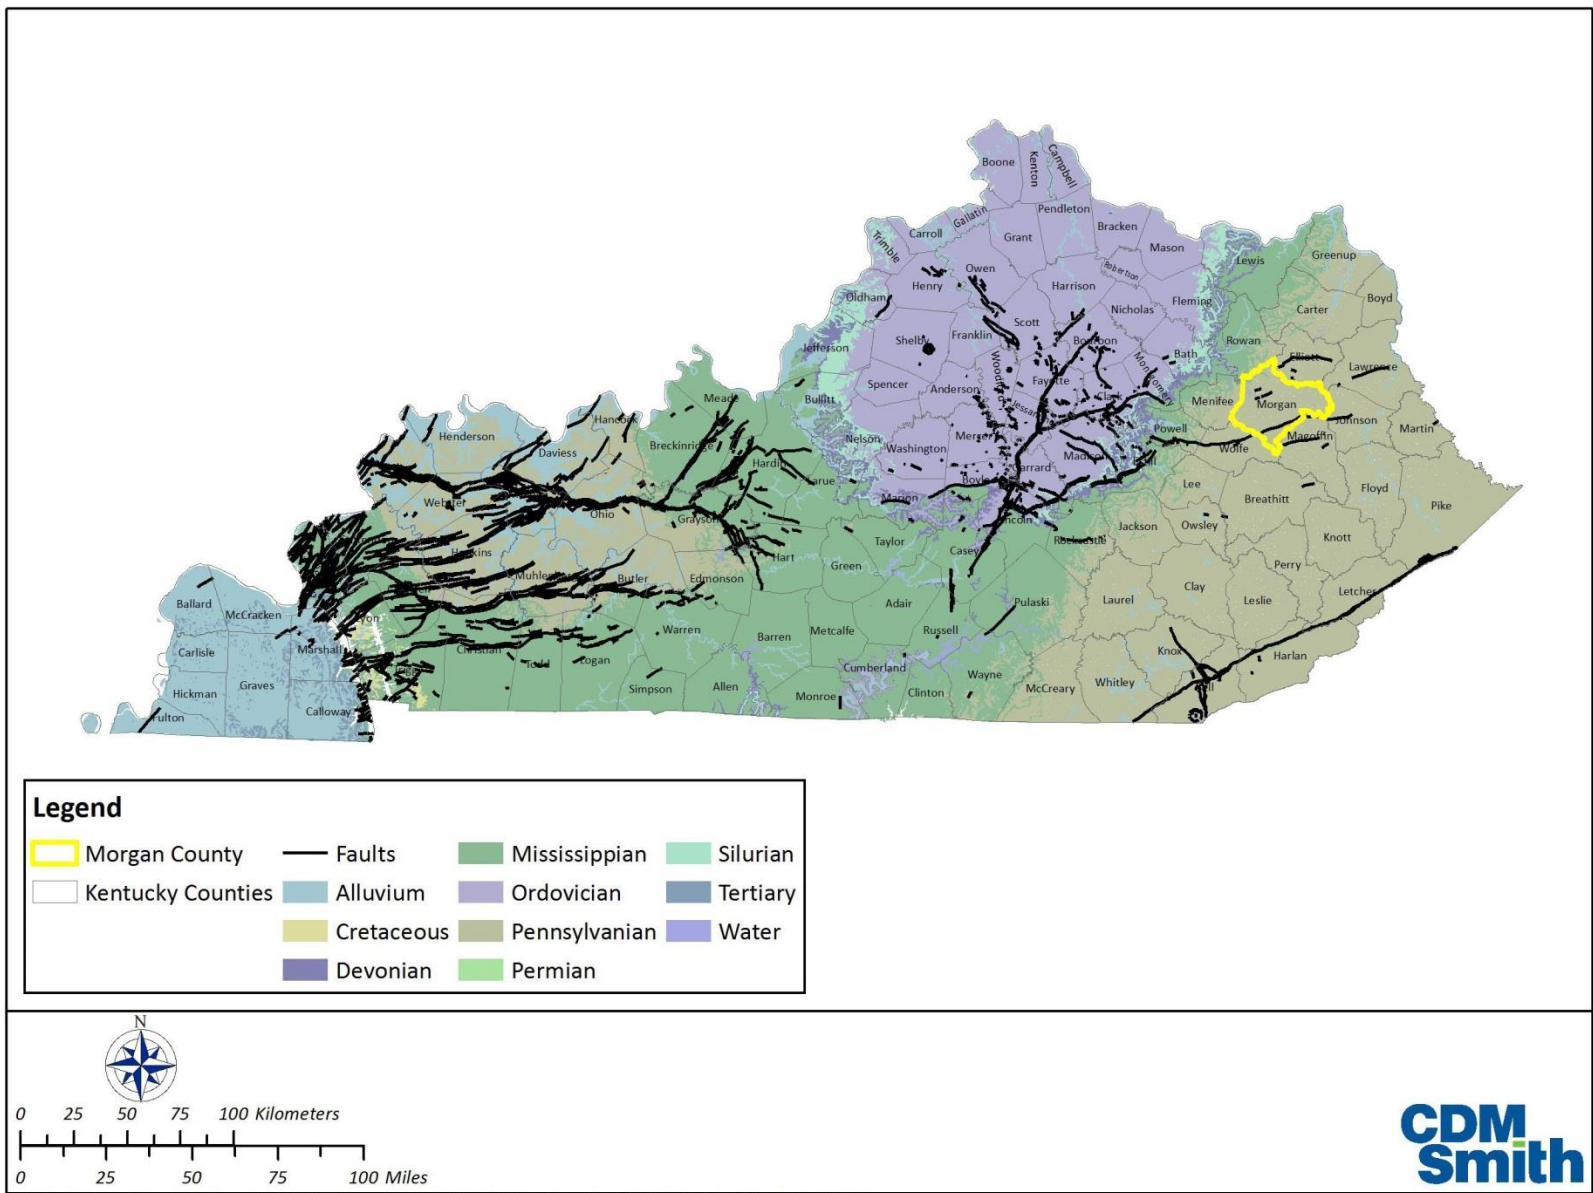 Boone
Kenton
Campbell
Gallatin
Pendleton
Carroll
Trimble
Grant
Bracken
Mason
Owen
Robertson
Lewis
Greenup
Henry
Harrison
Oldham
Nicholas
Fleming
Boyd
Scott
Carter
Shelby
Franklin
Bourbon
Rowan
Jefferson
Bath
Elliott
Lawrence
Woodford
Montgomery
Spencer
Anderson
Fayette
Clark
Menifee
Morgan
Meade
Bullitt
Jessamine
Hancock
Johnson
Martin
Henderson
Nelson
Washington
Mercer
Powell
Magoffin
Daviess
Breckinridge
Madison
Wolfe
Hardin
Garrard
Larue
Boyle
Lee
Floyd
Webster
Marion
Breathitt
Pike
Ohio
Grayson
Lincoln
Owsley
Jackson
Knott
Taylor
Casey
Rockcastle
Hopkins
Hart
Green
Perry
Muhlenberg
Butler
Edmonson
Clay
Letcher
Ballard
McCracken
Adair
Pulaski
Laurel
Leslie
Lyon
Warren
Metcalfe
Russell
Barren
Carlisle
Marshall
Christian
Todd
Logan
Knox
Harlan
Cumberland
Wayne
Hickman
Graves
Simpson
Allen
Monroe
Clinton
McCreary
Whitley
Bell
Fulton
Calloway
Legend
Morgan County
Kentucky Counties
Faults
Alluvium
Cretaceous
Devonian
Mississippian
Ordovician
Pennsylvanian
Permian
Silurian
Tertiary
Water
N
0 25 50 75 100 Kilometers
0 25 50 75 100 Miles
CDM
Smith